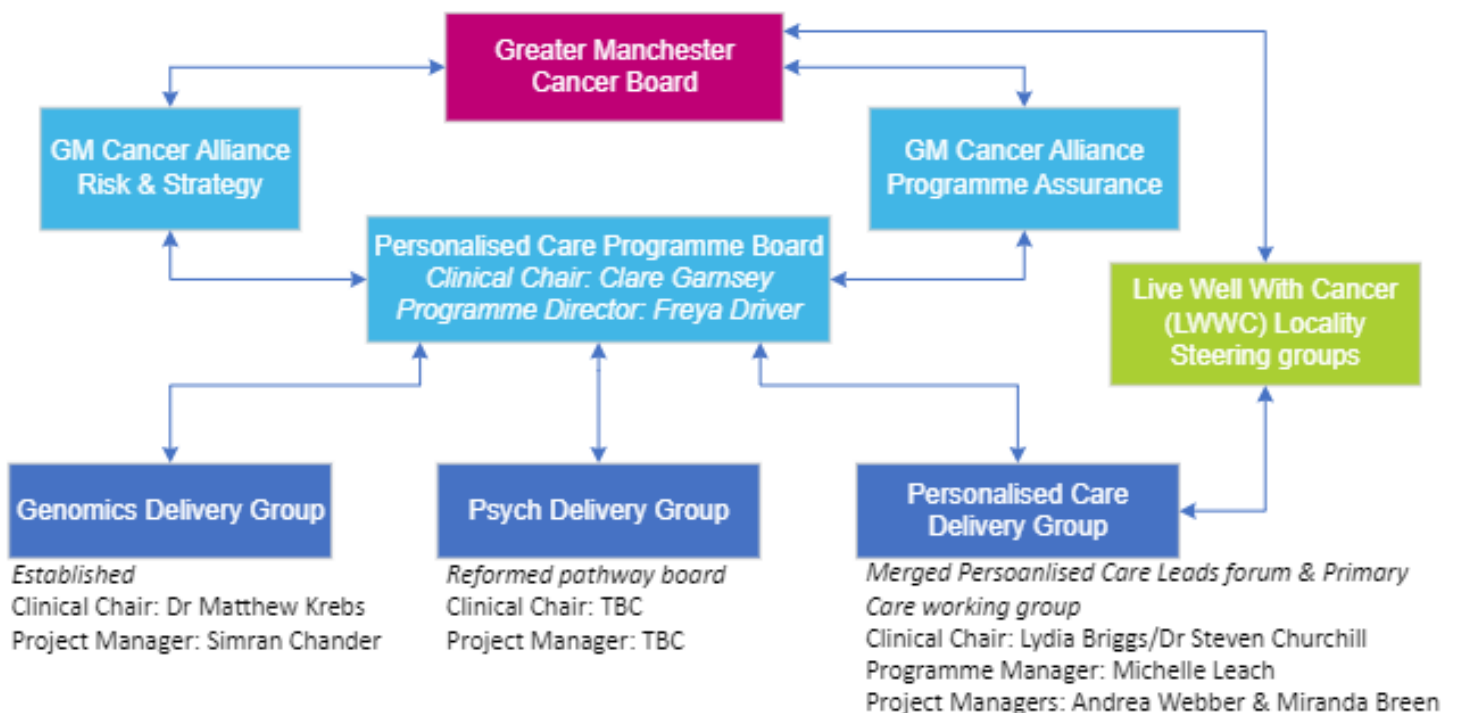 Greater Manchester
Cancer Board
GM Cancer Alliance
Risk & Strategy
GM Cancer Alliance
Programme Assurance
Personalised Care Programme Board
Clinical Chair: Clare Garnsey
Programme Director: Freya Driver
Live Well With Cancer
(LWWC) Locality
Steering groups
Genomics Delivery Group
Established
Clinical Chair: Dr Matthew Krebs
Project Manager: Simran Chander
Psych Delivery Group
Reformed pathway board
Clinical Chair: TBC
Project Manager: TBC
Personalised Care
Delivery Group
Merged Persoanlised Care Leads forum & Primary
Care working group
Clinical Chair: Lydia Briggs/Dr Steven Churchill
Programme Manager: Michelle Leach
Project Managers: Andrea Webber & Miranda Breen